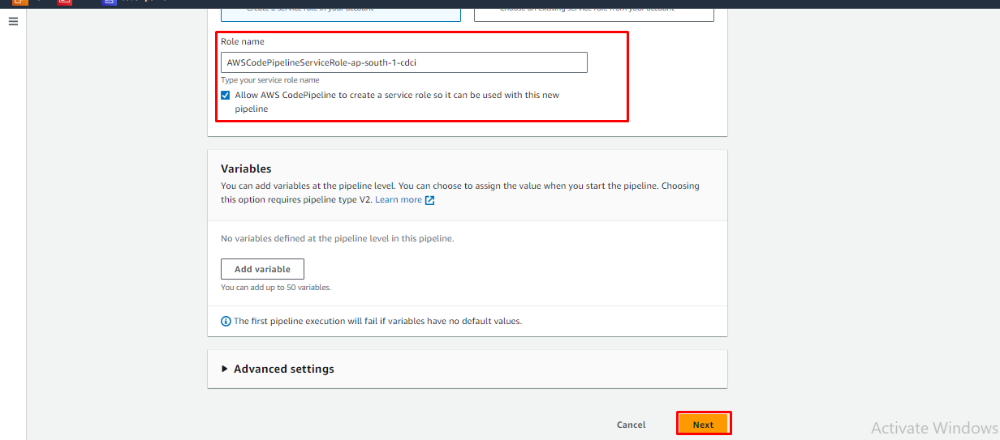 Create a service role in your account
Choose an existing service role from your account
Role name
AWSCodePipelineServiceRole-ap-south-1-cdci
Type your service role name
Allow AWS CodePipeline to create a service role so it can be used with this new
pipeline
Variables
You can add variables at the pipeline level. You can choose to assign the value when you start the pipeline. Choosing
this option requires pipeline type V2. Learn more
No variables defined at the pipeline level in this pipeline.
Add variable
You can add up to 50 variables.
The first pipeline execution will fail if variables have no default values.
Advanced settings
Cancel
Next
Activate Windows